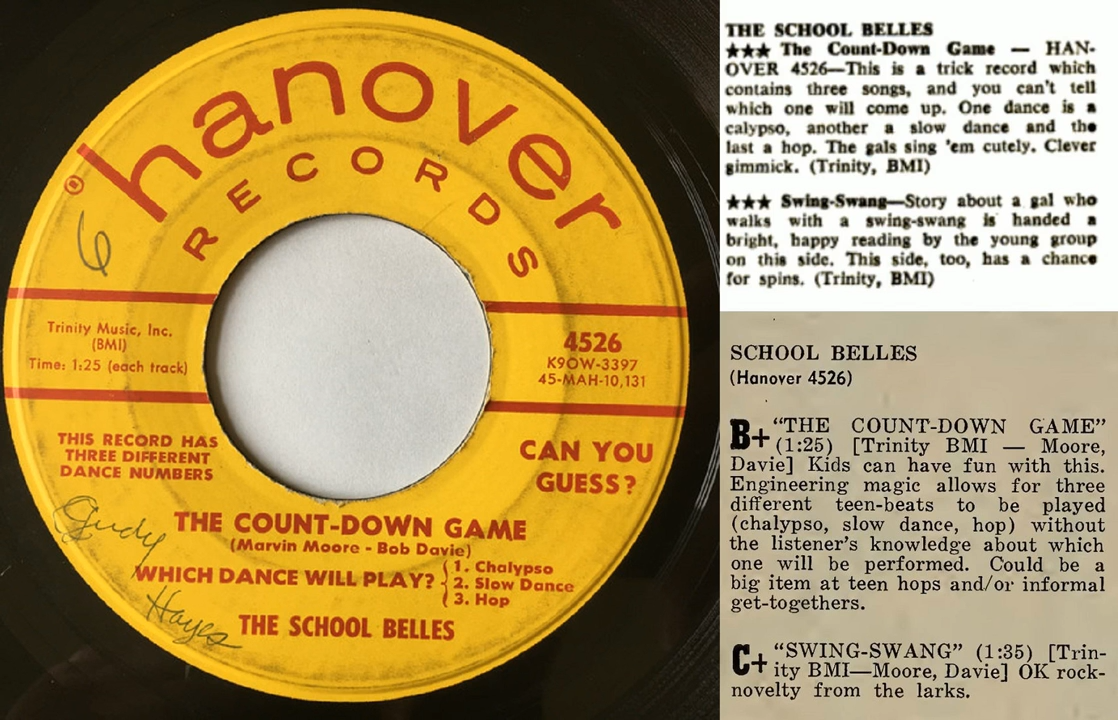 hanover
®
RECORDS
6
Trinity Music, Inc.
(BMI)
Time: 1:25 (each track)
4526
K9OW-3397
45-MAH-10,131
THIS RECORD HAS
THREE DIFFERENT
DANCE NUMBERS
CAN YOU
GUESS?
Judy
Hayes
THE COUNT-DOWN GAME
(Marvin Moore - Bob Davie)
WHICH DANCE WILL PLAY?
1. Chalypso
2. Slow Dance
3. Hop
THE SCHOOL BELLES
THE SCHOOL BELLES
★★★ The Count-Down Game — HAN-
OVER 4526—This is a trick record which
contains three songs, and you can't tell
which one will come up. One dance is a
calypso, another a slow dance and the
last a hop. The gals sing 'em cutely. Clever
gimmick. (Trinity, BMI)
★★★ Swing-Swang—Story about a gal who
walks with a swing-swang is handed a
bright, happy reading by the young group
on this side. This side, too, has a chance
for spins. (Trinity, BMI)
SCHOOL BELLES
(Hanover 4526)
B+ "THE COUNT-DOWN GAME"
(1:25) [Trinity BMI — Moore,
Davie] Kids can have fun with this.
Engineering magic allows for three
different teen-beats to be played
(chalypso, slow dance, hop) without
the listener's knowledge about which
one will be performed. Could be a
big item at teen hops and/or informal
get-togethers.
C+ "SWING-SWANG" (1:35) [Trin-
ity BMI—Moore, Davie] OK rock-
novelty from the larks.